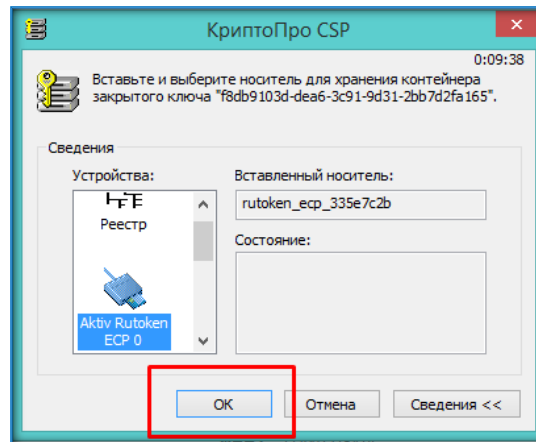 КриптоПро CSP
0:09:38
Вставьте и выберите носитель для хранения контейнера
закрытого ключа "f8db9103d-dea6-3c91-9d31-2bb7d2fa165".
Сведения
Устройства:
Реестр
Aktiv Rutoken
ECP 0
Вставленный носитель:
rutoken_ecp_335e7c2b
Состояние:
OK
Отмена
Сведения <<